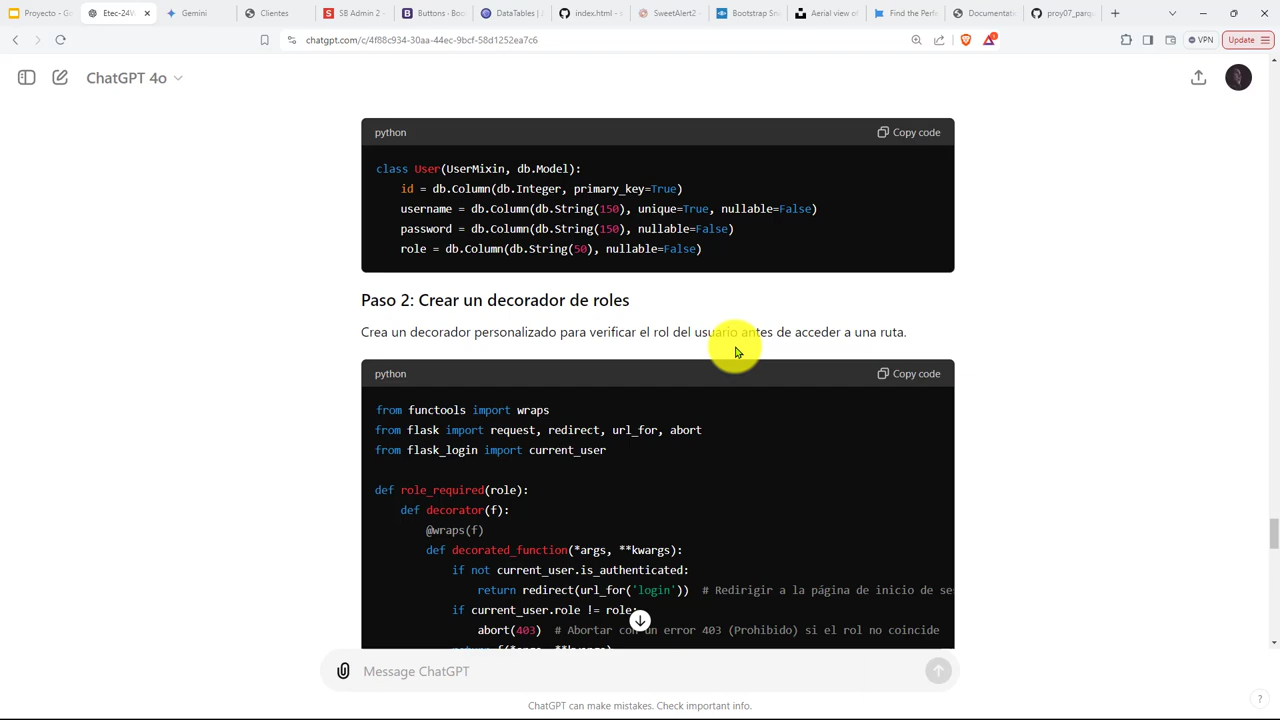 Proyecto - G
Etec-24W
Gemini
Clientes
SB Admin 2 -
Buttons - Boo
DataTables |
index.html - s
SweetAlert2 -
Bootstrap Sni
Aerial view of
Find the Perfe
Documentati
proy07_parqu
chatgpt.com/c/4f88c934-30aa-44ec-9bcf-58d1252ea7c6
VPN
Update
ChatGPT 4o
python
Copy code
class User(UserMixin, db.Model):
id = db.Column(db.Integer, primary_key=True)
username = db.Column(db.String(150), unique=True, nullable=False)
password = db.Column(db.String(150), nullable=False)
role = db.Column(db.String(50), nullable=False)
Paso 2: Crear un decorador de roles
Crea un decorador personalizado para verificar el rol del usuario antes de acceder a una ruta.
python
Copy code
from functools import wraps
from flask import request, redirect, url_for, abort
from flask_login import current_user
def role_required(role):
def decorator(f):
@wraps(f)
def decorated_function(*args, **kwargs):
if not current_user.is_authenticated:
return redirect(url_for('login')) # Redirigir a la página de inicio de se
if current_user.role != role:
abort(403) # Abortar con un error 403 (Prohibido) si el rol no coincide
return f(*args, **kwargs)
Message ChatGPT
ChatGPT can make mistakes. Check important info.
?